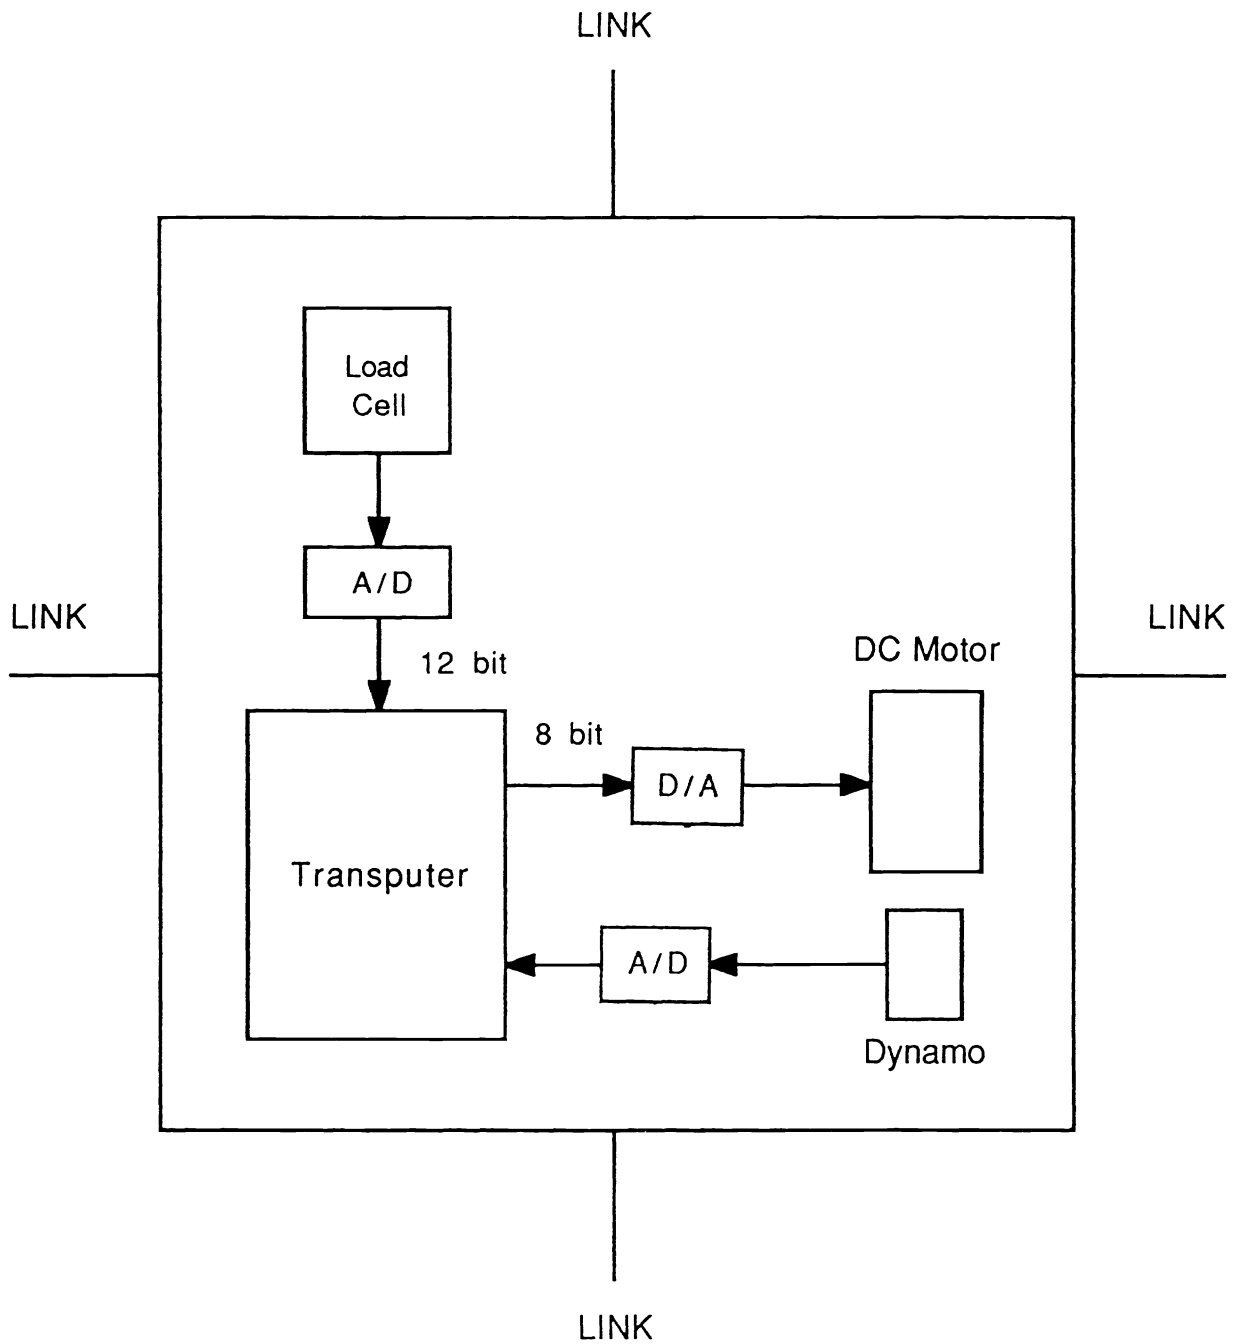 LINK
Load
Cell
A/D
LINK
LINK
12 bit
DC Motor
8 bit
D/A
Transputer
A/D
Dynamo
LINK